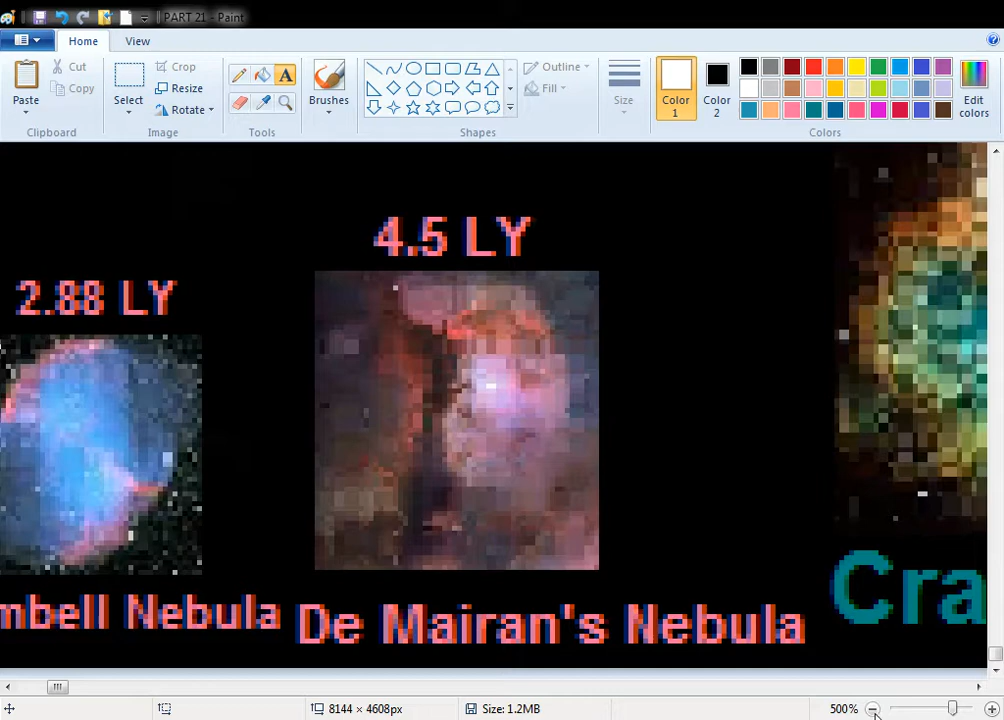 PART 21 - Paint
Home
View
Paste
Cut
Copy
Clipboard
Select
Crop
Resize
Rotate
Image
A
Tools
Brushes
Shapes
Outline
Fill
Size
Color
1
Color
2
Edit
colors
Colors
4.5 LY
2.88 LY
mbell Nebula
De Mairan's Nebula
Cra
8144 × 4608px
Size: 1.2MB
500%